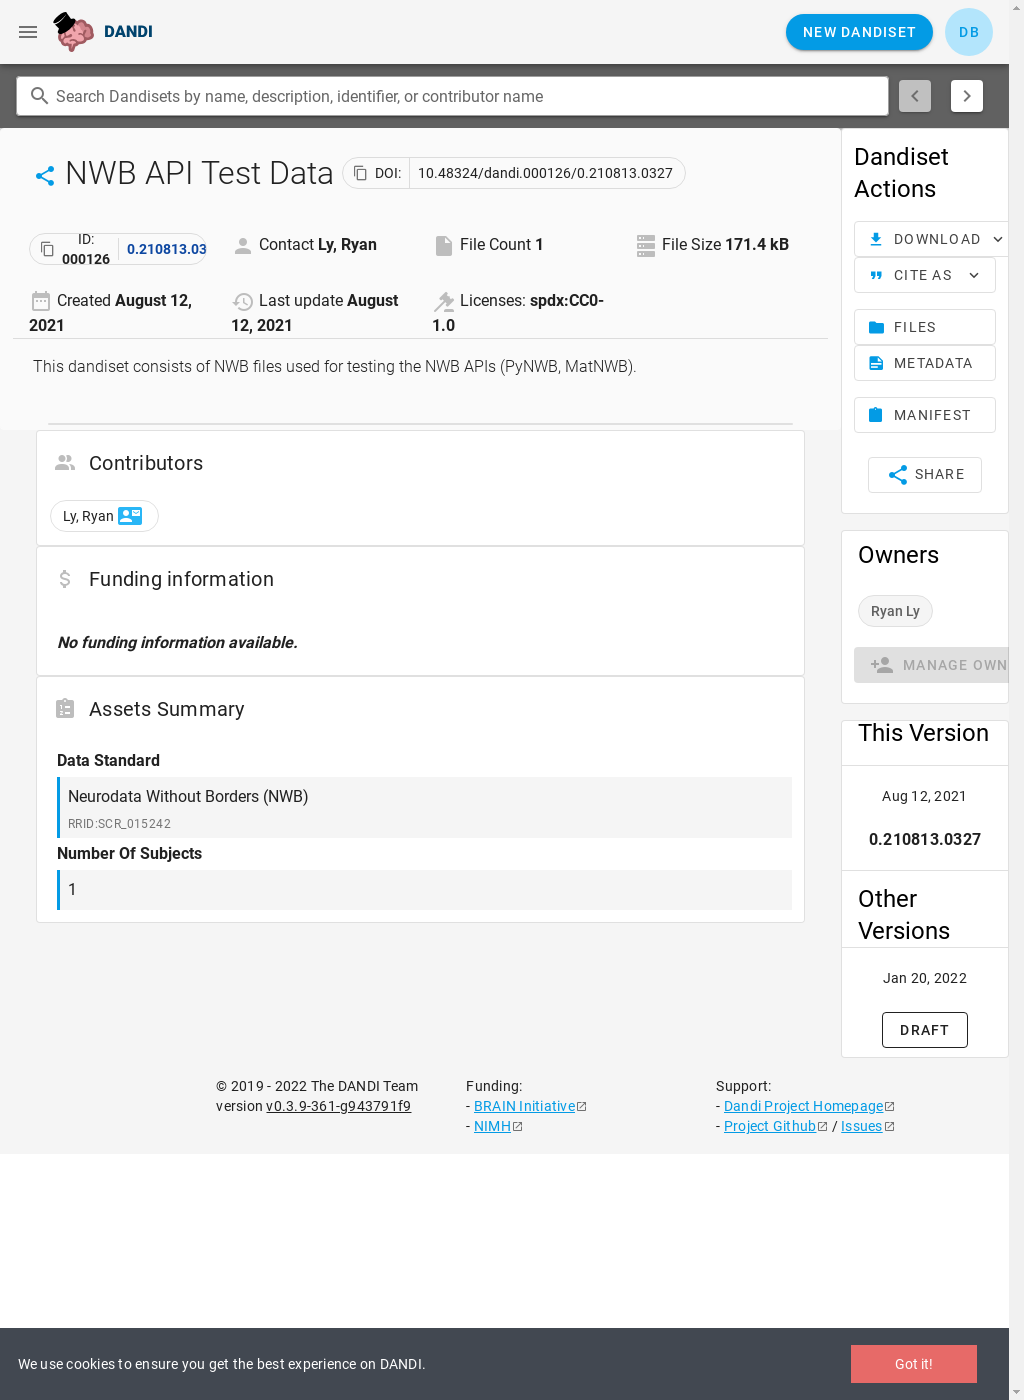 DANDI
NEW DANDISET
DB
Search Dandisets by name, description, identifier, or contributor name
NWB API Test Data
DOI: 10.48324/dandi.000126/0.210813.0327
ID:
000126
0.210813.03
Contact Ly, Ryan
File Count 1
File Size 171.4 kB
Created August 12,
2021
Last update August
12, 2021
Licenses: spdx:CC0-
1.0
This dandiset consists of NWB files used for testing the NWB APIs (PyNWB, MatNWB).
Contributors
Ly, Ryan
Funding information
No funding information available.
Assets Summary
Data Standard
Neurodata Without Borders (NWB)
RRID:SCR_015242
Number Of Subjects
1
Dandiset
Actions
DOWNLOAD
CITE AS
FILES
METADATA
MANIFEST
SHARE
Owners
Ryan Ly
MANAGE OWN
This Version
Aug 12, 2021
0.210813.0327
Other
Versions
Jan 20, 2022
DRAFT
© 2019 - 2022 The DANDI Team
version v0.3.9-361-g943791f9
Funding:
- BRAIN Initiative
- NIMH
Support:
- Dandi Project Homepage
- Project Github / Issues
We use cookies to ensure you get the best experience on DANDI.
Got it!